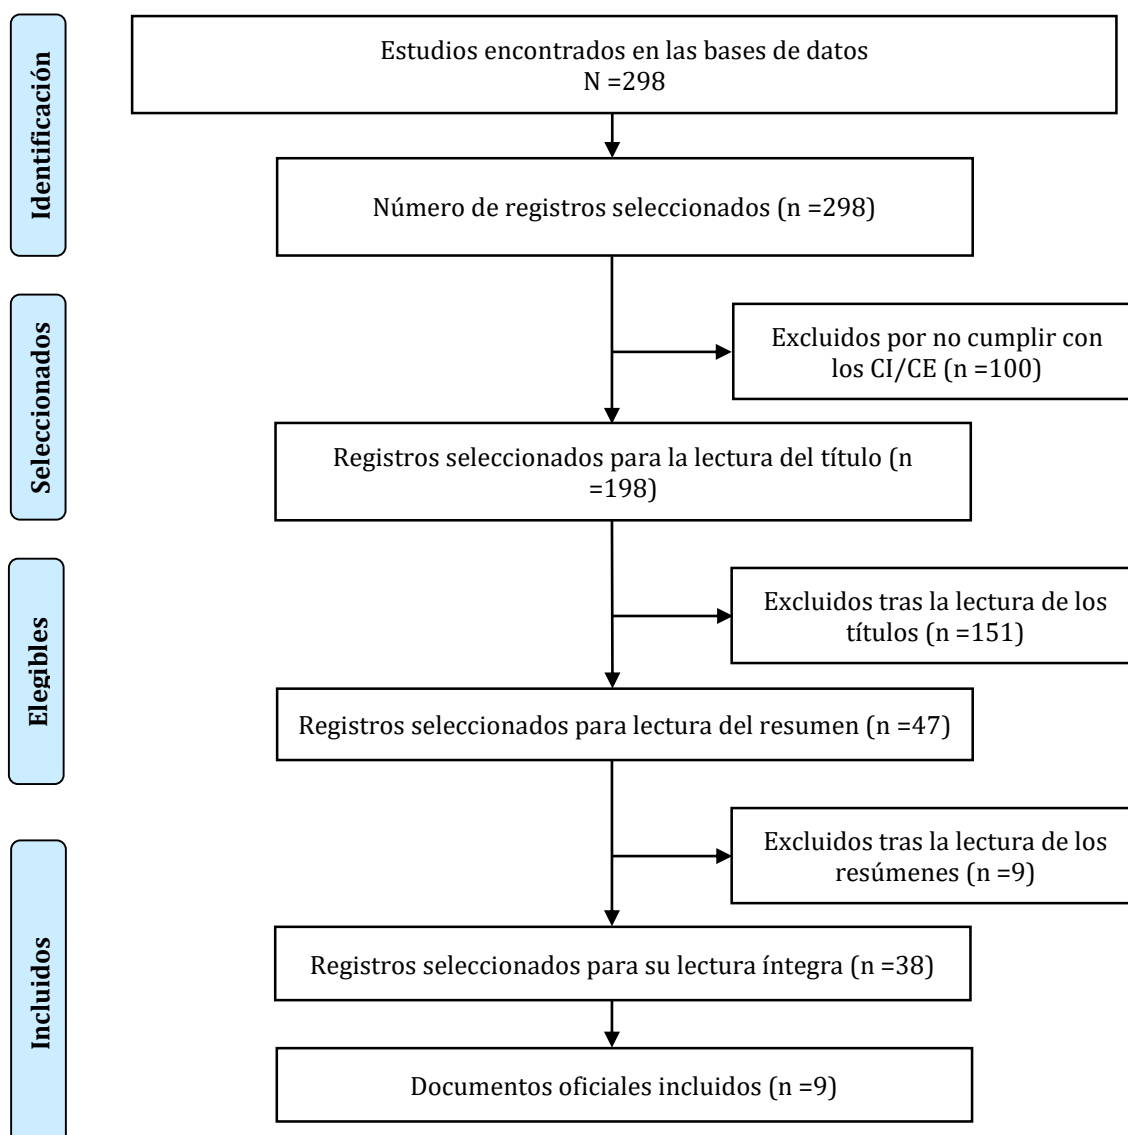 Identificación
Estudios encontrados en las bases de datos
N =298
Número de registros seleccionados (n =298)
Seleccionados
Excluidos por no cumplir con
los CI/CE (n =100)
Registros seleccionados para la lectura del título (n
=198)
Elegibles
Excluidos tras la lectura de los
títulos (n =151)
Registros seleccionados para lectura del resumen (n =47)
Incluidos
Excluidos tras la lectura de los
resúmenes (n =9)
Registros seleccionados para su lectura íntegra (n =38)
Documentos oficiales incluidos (n =9)